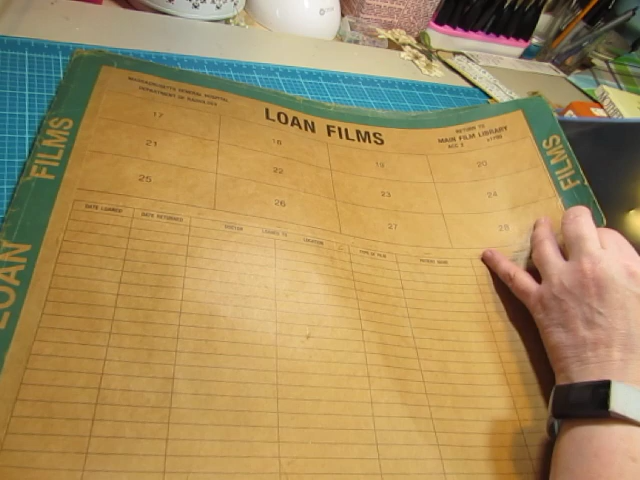 MASSACHUSETTS GENERAL HOSPITAL
DEPARTMENT OF RADIOLOGY
LOAN FILMS
RETURN TO
MAIN FILM LIBRARY
ACC 2
17 18 19 20
21 22 23 24
25 26 27 28
DATE LOANED DATE RETURNED DOCTOR LOANED TO LOCATION TYPE OF FILM
LOAN FILMS
FILMS